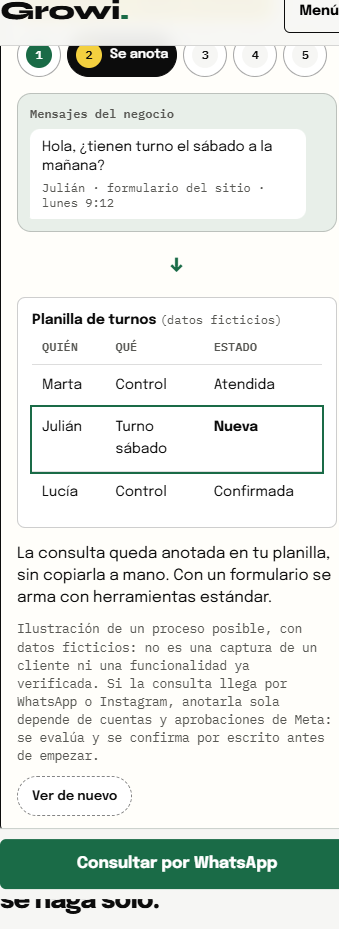 Growi.
Menú
1
2 Se anota
3
4
5
Mensajes del negocio
Hola, ¿tienen turno el sábado a la
mañana?
Julián · formulario del sitio ·
lunes 9:12
↓
Planilla de turnos (datos ficticios)
QUIÉN QUÉ ESTADO
Marta Control Atendida
Julián Turno sábado Nueva
Lucía Control Confirmada
La consulta queda anotada en tu planilla,
sin copiarla a mano. Con un formulario se
arma con herramientas estándar.
Ilustración de un proceso posible, con
datos ficticios: no es una captura de un
cliente ni una funcionalidad ya
verificada. Si la consulta llega por
WhatsApp o Instagram, anotarla sola
depende de cuentas y aprobaciones de Meta:
se evalúa y se confirma por escrito antes
de empezar.
Ver de nuevo
Consultar por WhatsApp
se haga solo.